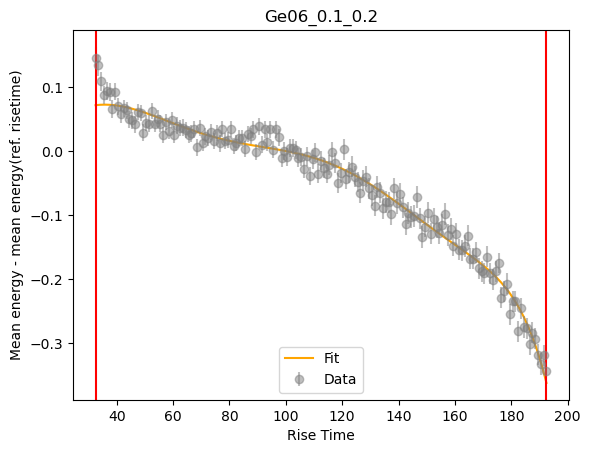 Ge06_0.1_0.2
Mean energy - mean energy(ref. risetime)
0.1
0.0
−0.1
−0.2
−0.3
Fit
Data
40 60 80 100 120 140 160 180 200
Rise Time